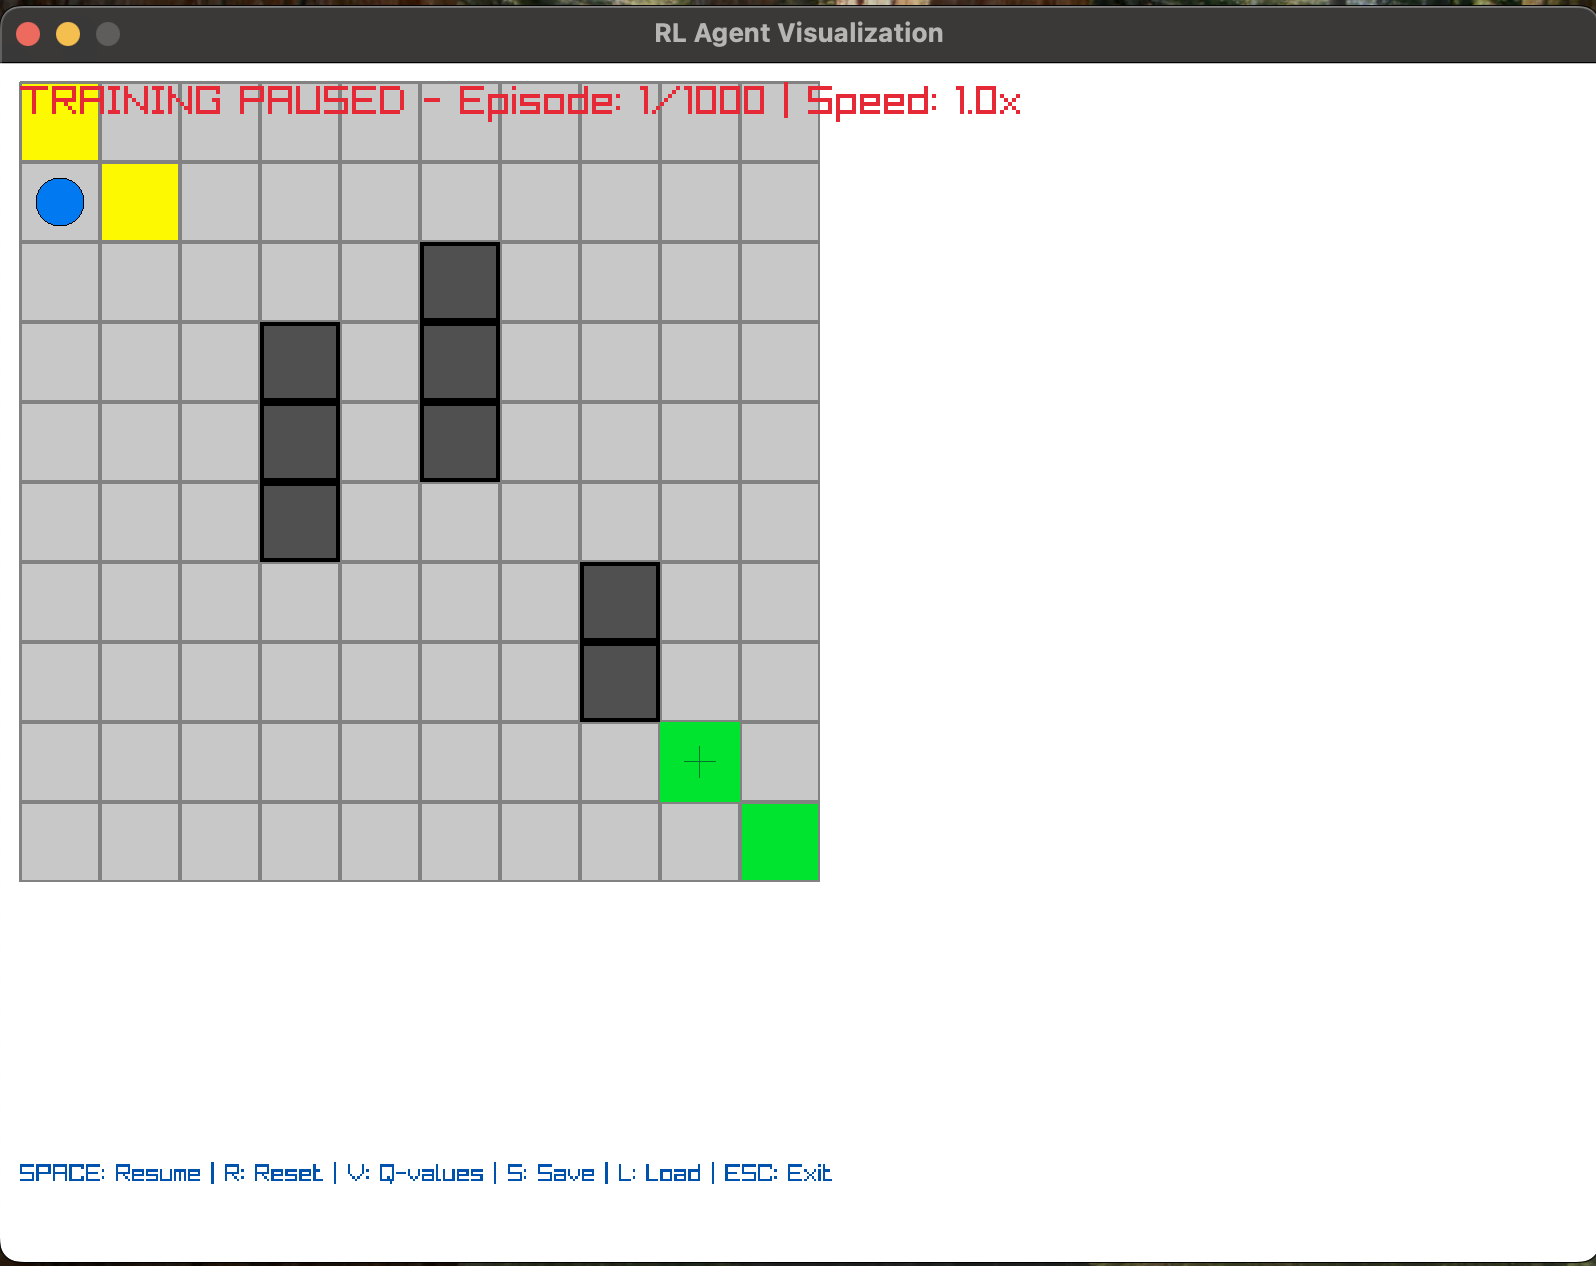 RL Agent Visualization
TRAINING PAUSED - Episode: 1/1000 | Speed: 1.0x
SPACE: Resume | R: Reset | V: Q-values | S: Save | L: Load | ESC: Exit